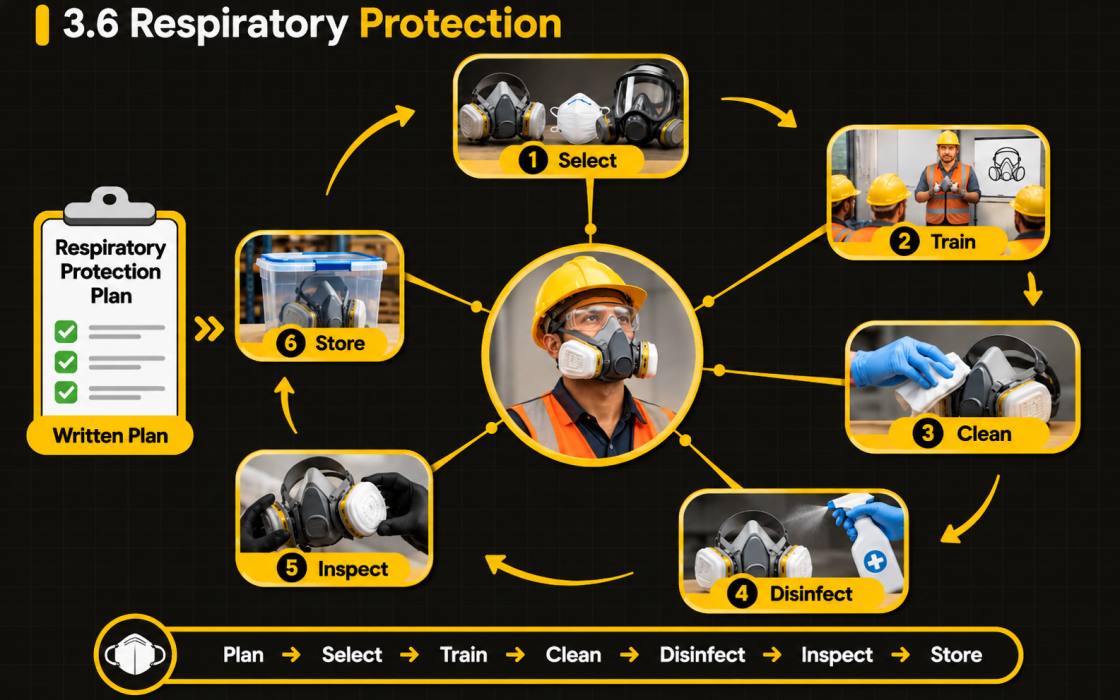 3.6 Respiratory Protection
1 Select
2 Train
3 Clean
4 Disinfect
5 Inspect
6 Store
Respiratory
Protection
Plan
Written Plan
Plan → Select → Train → Clean → Disinfect → Inspect → Store